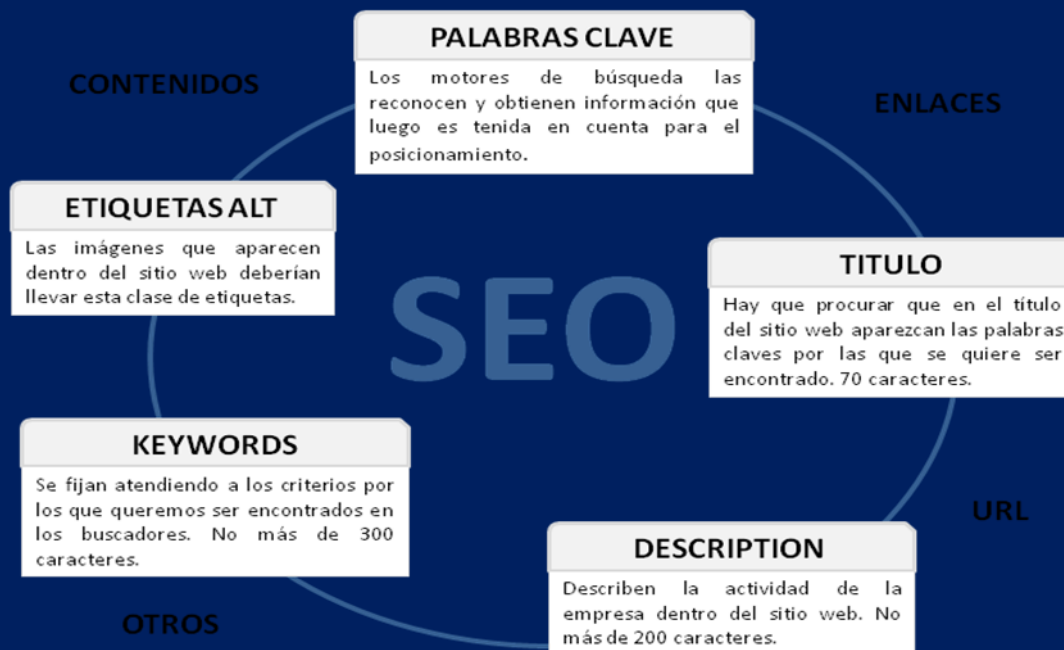 PALABRAS CLAVE
Los motores de búsqueda las
reconocen y obtienen información que
luego es tenida en cuenta para el
posicionamiento.
CONTENIDOS
ENLACES
ETIQUETAS ALT
Las imágenes que aparecen
dentro del sitio web deberían
llevar esta clase de etiquetas.
TITULO
Hay que procurar que en el título
del sitio web aparezcan las palabras
claves por las que se quiere ser
encontrado. 70 caracteres.
SEO
KEYWORDS
Se fijan atendiendo a los criterios por
los que queremos ser encontrados en
los buscadores. No más de 300
caracteres.
URL
DESCRIPTION
Describen la actividad de la
empresa dentro del sitio web. No
más de 200 caracteres.
OTROS